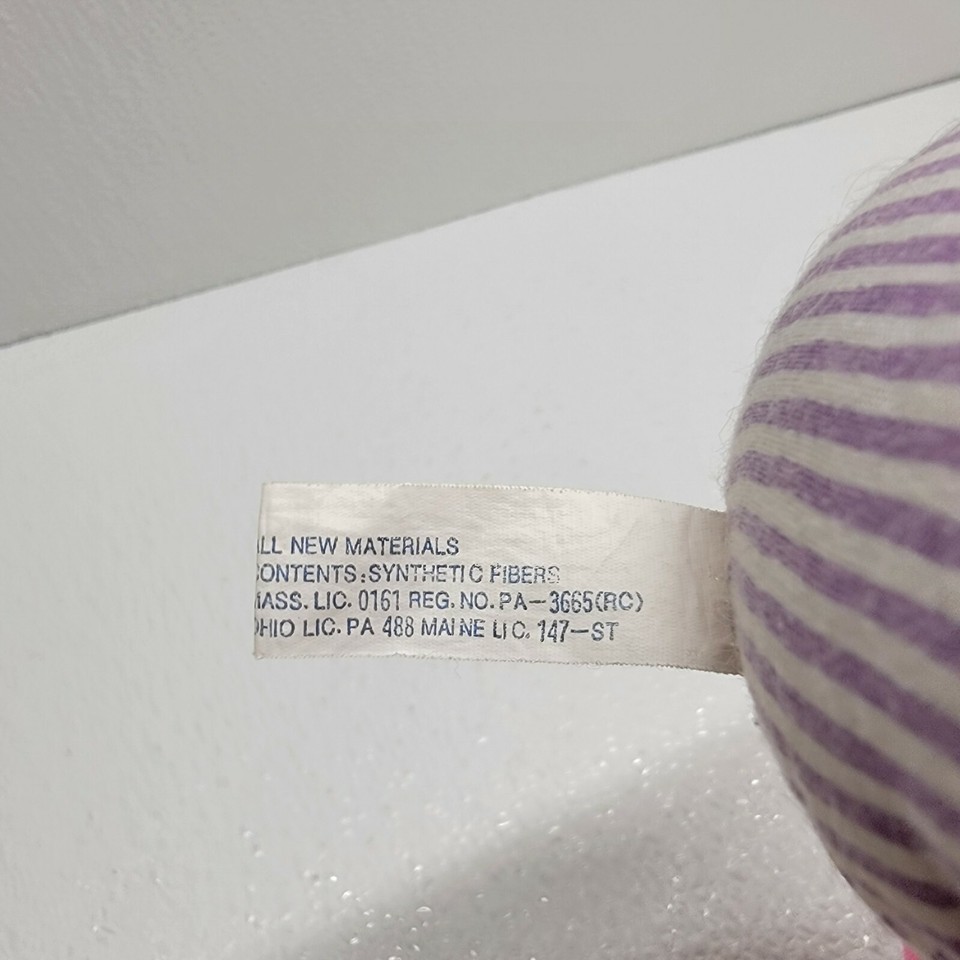 ALL NEW MATERIALS
CONTENTS:SYNTHETIC FIBERS
MASS. LIC. 0161 REG. NO. PA-3665(RC)
OHIO LIC. PA 488 MAINE LIC. 147-ST